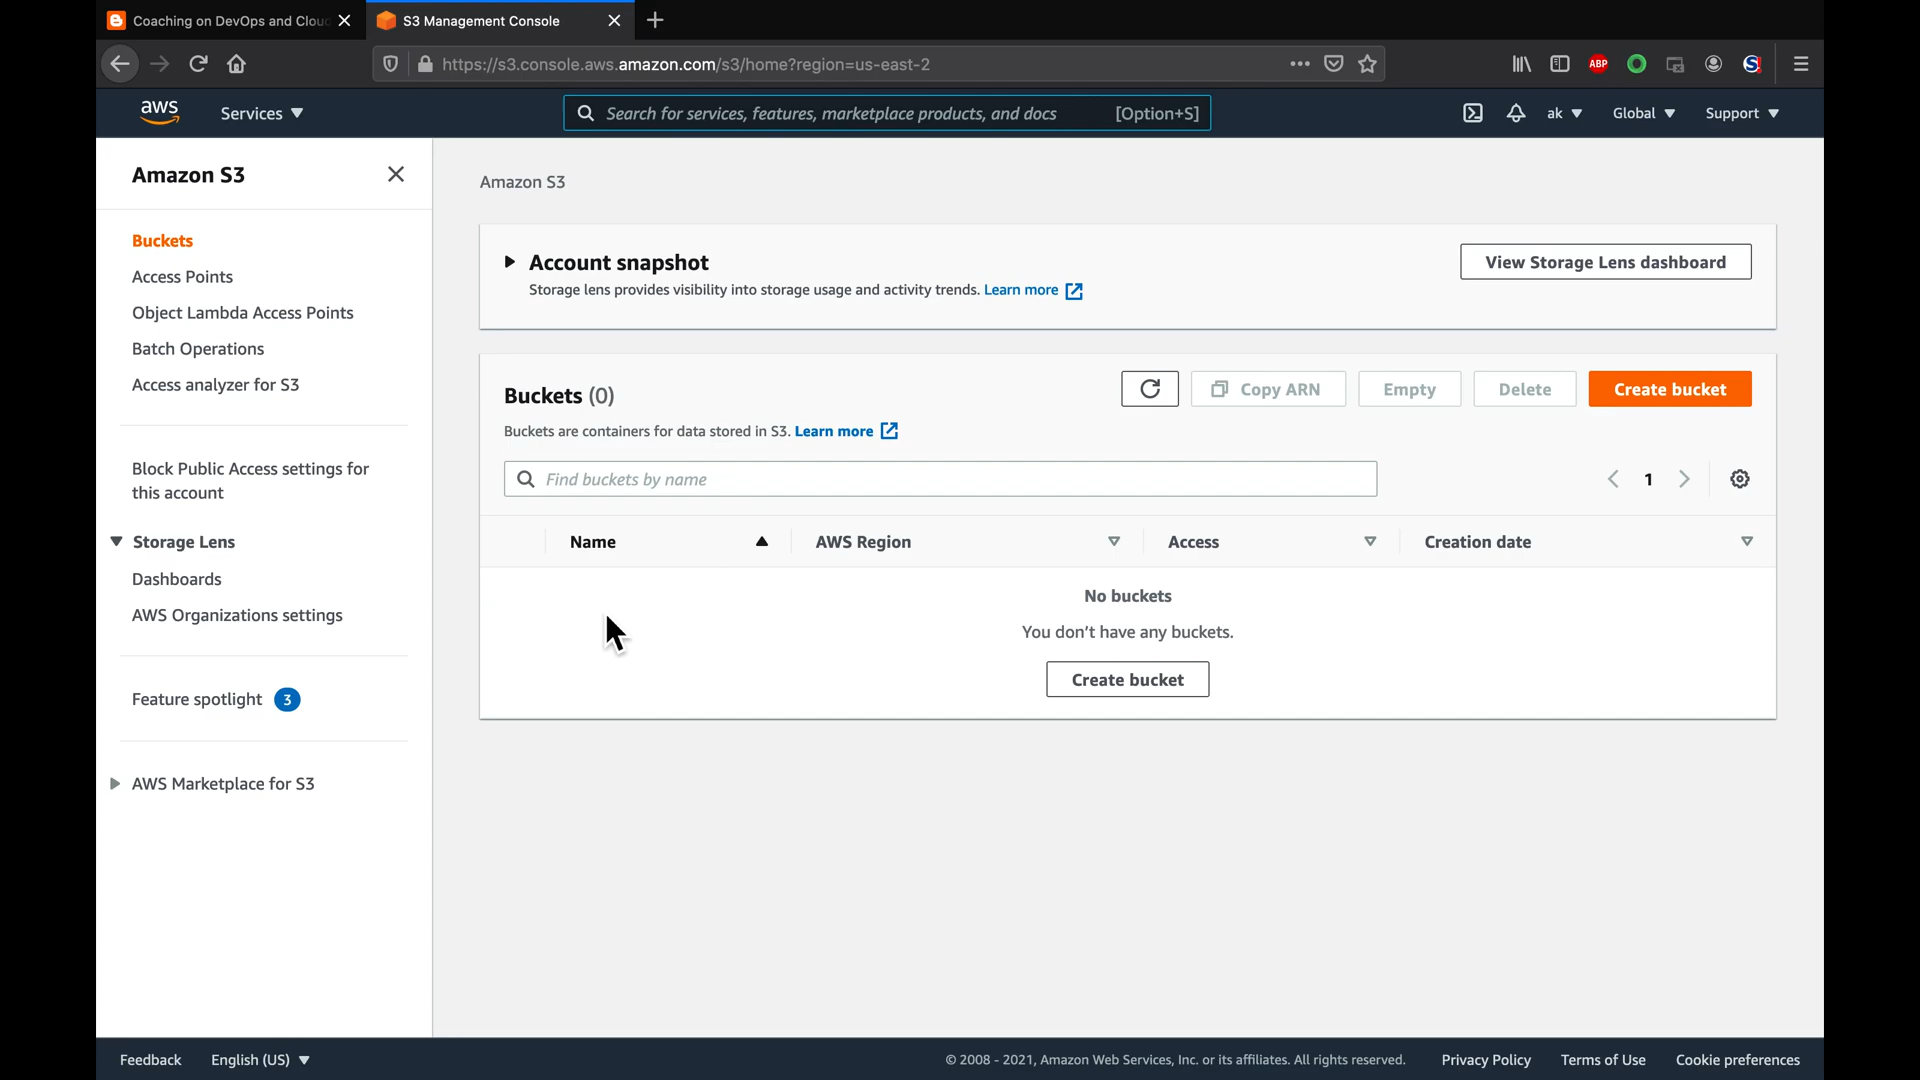 Coaching on DevOps and Clou
S3 Management Console
https://s3.console.aws.amazon.com/s3/home?region=us-east-2
ABP
S
aws
Services
Search for services, features, marketplace products, and docs
[Option+S]
ak
Global
Support
Amazon S3
Buckets
Access Points
Object Lambda Access Points
Batch Operations
Access analyzer for S3
Block Public Access settings for
this account
Storage Lens
Dashboards
AWS Organizations settings
Feature spotlight 3
AWS Marketplace for S3
Amazon S3
Account snapshot
Storage lens provides visibility into storage usage and activity trends. Learn more
View Storage Lens dashboard
Buckets (0)
Copy ARN
Empty
Delete
Create bucket
Buckets are containers for data stored in S3. Learn more
Find buckets by name
1
Name
AWS Region
Access
Creation date
No buckets
You don't have any buckets.
Create bucket
Feedback
English (US)
© 2008 - 2021, Amazon Web Services, Inc. or its affiliates. All rights reserved.
Privacy Policy
Terms of Use
Cookie preferences